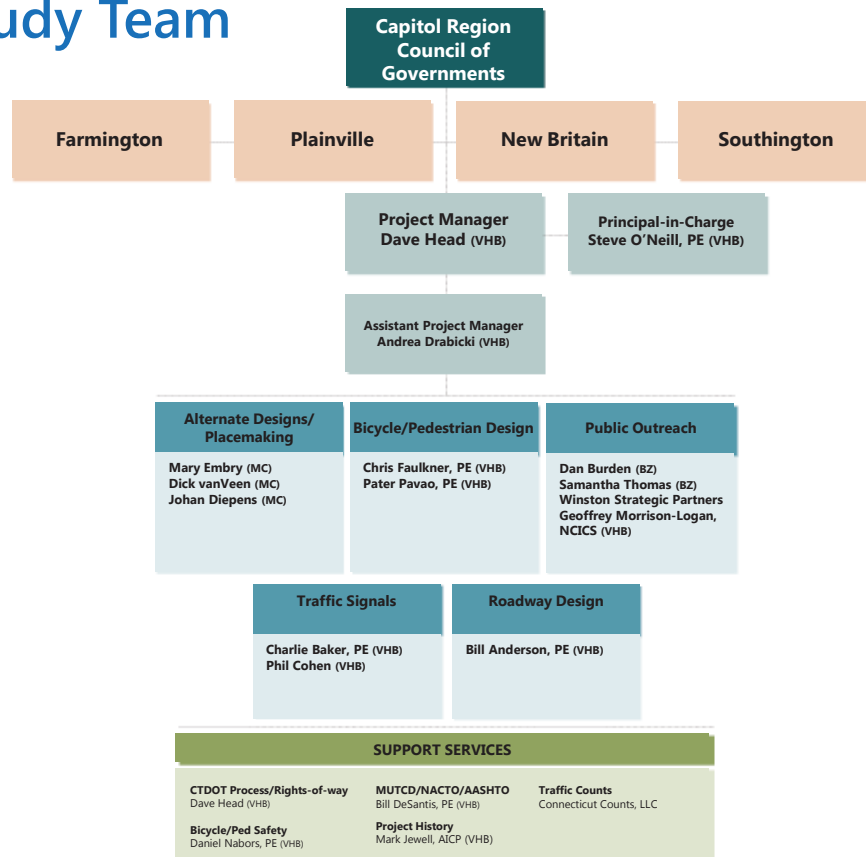 udy Team
Capitol Region
Council of
Governments
Farmington
Plainville
New Britain
Southington
Project Manager
Dave Head (VHB)
Principal-in-Charge
Steve O’Neill, PE (VHB)
Assistant Project Manager
Andrea Drabicki (VHB)
Alternate Designs/
Placemaking
Mary Embry (MC)
Dick vanVeen (MC)
Johan Diepens (MC)
Bicycle/Pedestrian Design
Chris Faulkner, PE (VHB)
Pater Pavao, PE (VHB)
Public Outreach
Dan Burden (BZ)
Samantha Thomas (BZ)
Winston Strategic Partners
Geoffrey Morrison-Logan,
NCICS (VHB)
Traffic Signals
Charlie Baker, PE (VHB)
Phil Cohen (VHB)
Roadway Design
Bill Anderson, PE (VHB)
SUPPORT SERVICES
CTDOT Process/Rights-of-way
Dave Head (VHB)
Bicycle/Ped Safety
Daniel Nabors, PE (VHB)
MUTCD/NACTO/AASHTO
Bill DeSantis, PE (VHB)
Project History
Mark Jewell, AICP (VHB)
Traffic Counts
Connecticut Counts, LLC